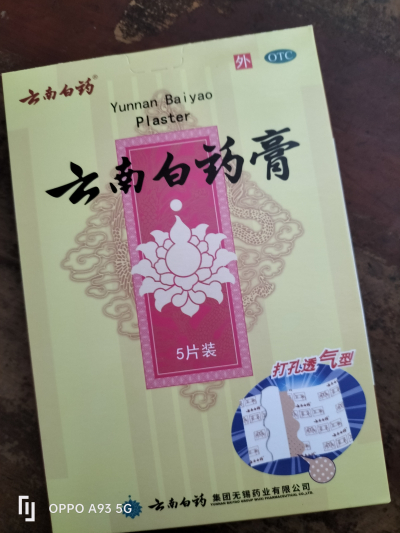 云南白药®
外
OTC
Yunnan Baiyao
Plaster
云南白药膏
5片装
打孔透气型
云南白药 集团无锡药业有限公司
OPPO A93 5G